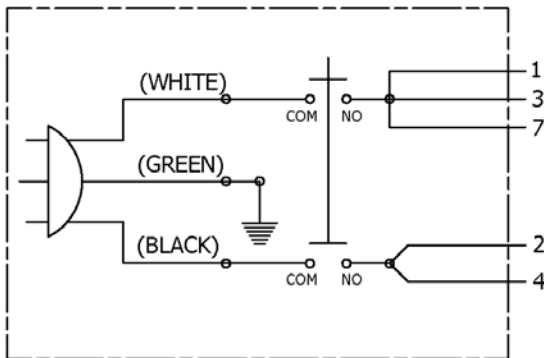 (WHITE)
COM NO
1
3
7
(GREEN)
(BLACK)
COM NO
2
4